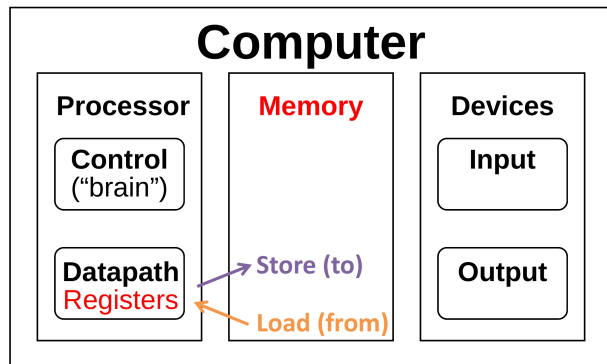 Computer
Processor
Control
(“brain”)
Datapath
Registers
Memory
Store (to)
Load (from)
Devices
Input
Output